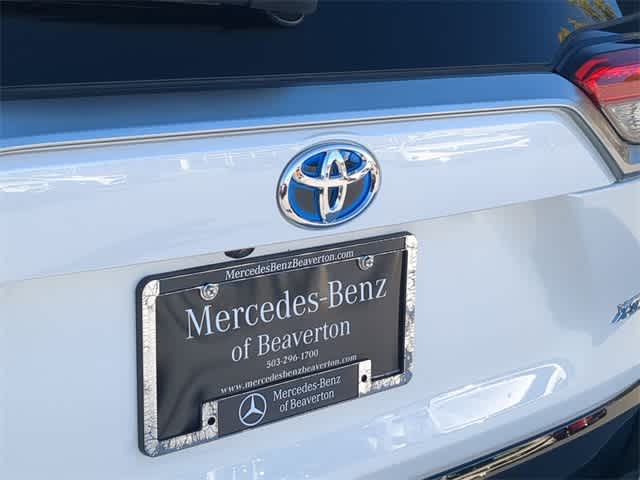 MercedesBenzBeaverton.com
Mercedes-Benz
of Beaverton
503-296-1700
www.mercedesbenzbeaverton.com
Mercedes-Benz
of Beaverton